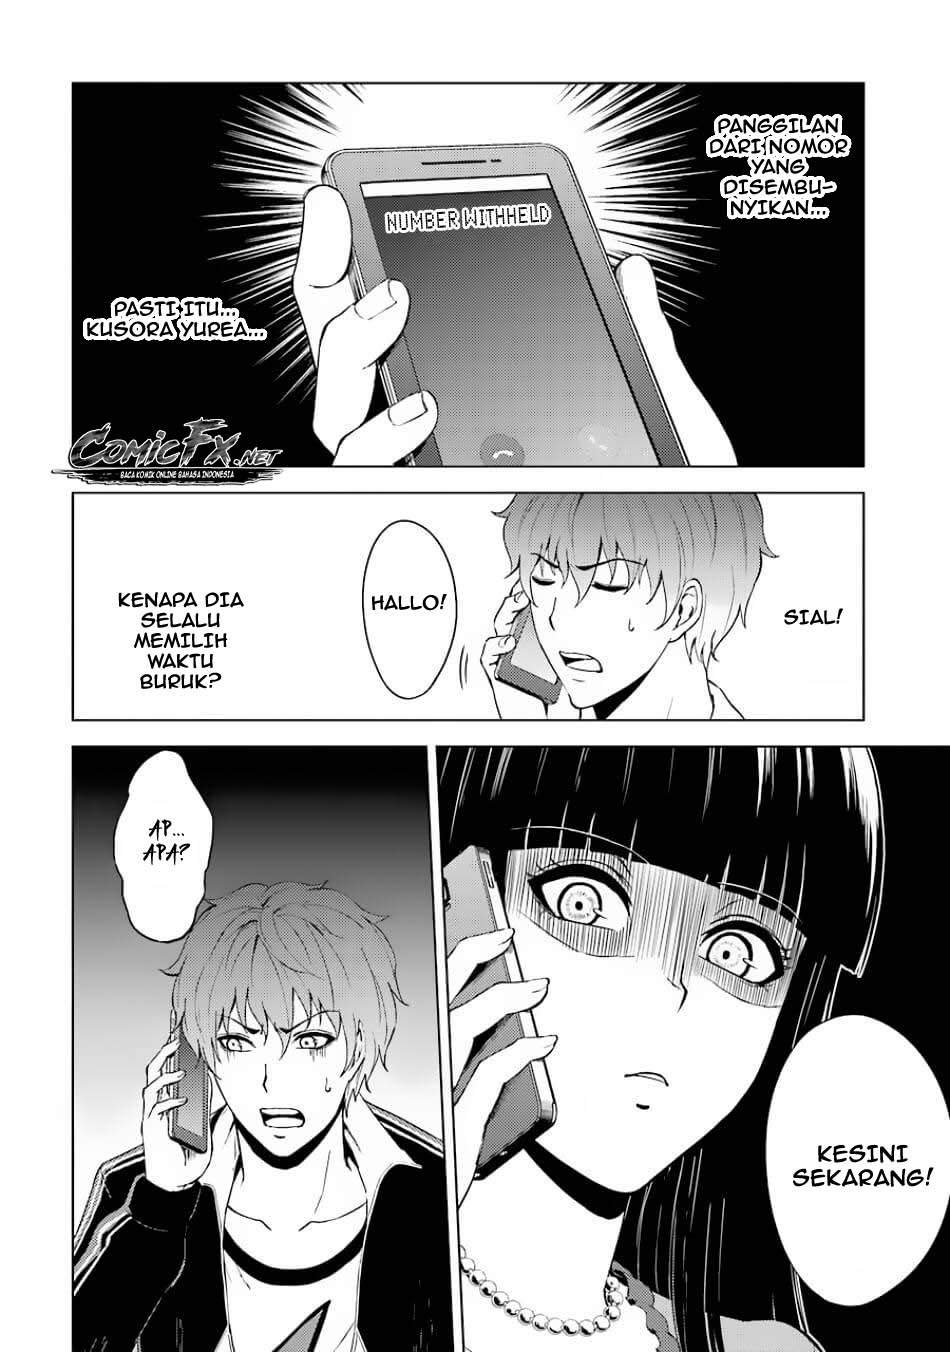 PANGGILAN
DARI NOMOR
YANG
DISEMBU-
NYIKAN...
NUMBER WITHHELD
PASTI ITU...
KUSORA YUREA...
COMICFX.NET
BACA KOMIK ONLINE BAHASA INDONESIA
SIAL!
HALLO!
KENAPA DIA
SELALU
MEMILIH
WAKTU
BURUK?
KESINI
SEKARANG!
AP...
APA?